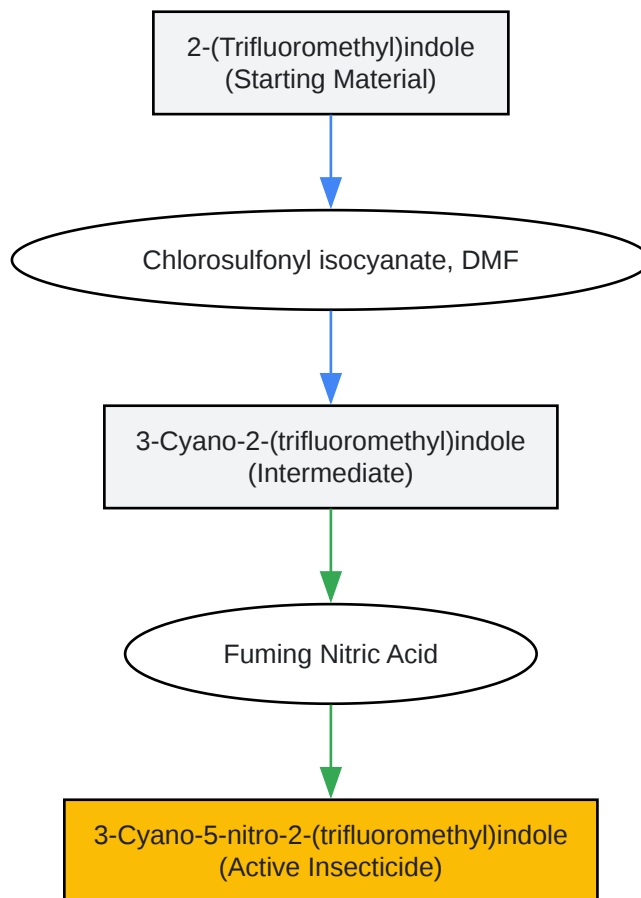 2-(Trifluoromethyl)indole
(Starting Material)
Chlorosulfonyl isocyanate, DMF
3-Cyano-2-(trifluoromethyl)indole
(Intermediate)
Fuming Nitric Acid
3-Cyano-5-nitro-2-(trifluoromethyl)indole
(Active Insecticide)